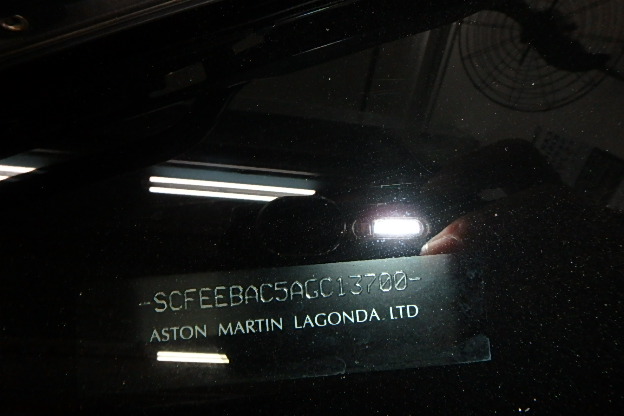 -SCFEEBAC5AGC13700-
ASTON MARTIN LAGONDA. LTD